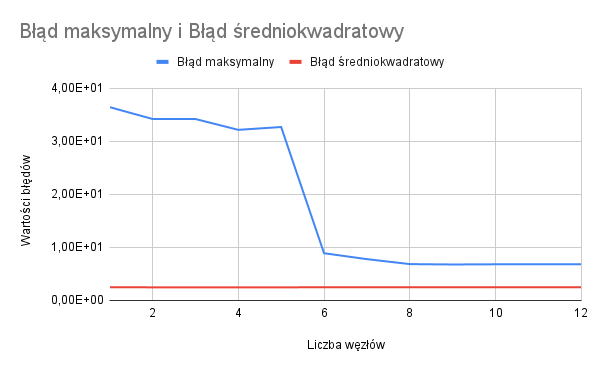 Błąd maksymalny i Błąd średniokwadratowy
Błąd maksymalny Błąd średniokwadratowy
4,00E+01
3,00E+01
2,00E+01
1,00E+01
0,00E+00
Wartości błędów
2 4 6 8 10 12
Liczba węzłów